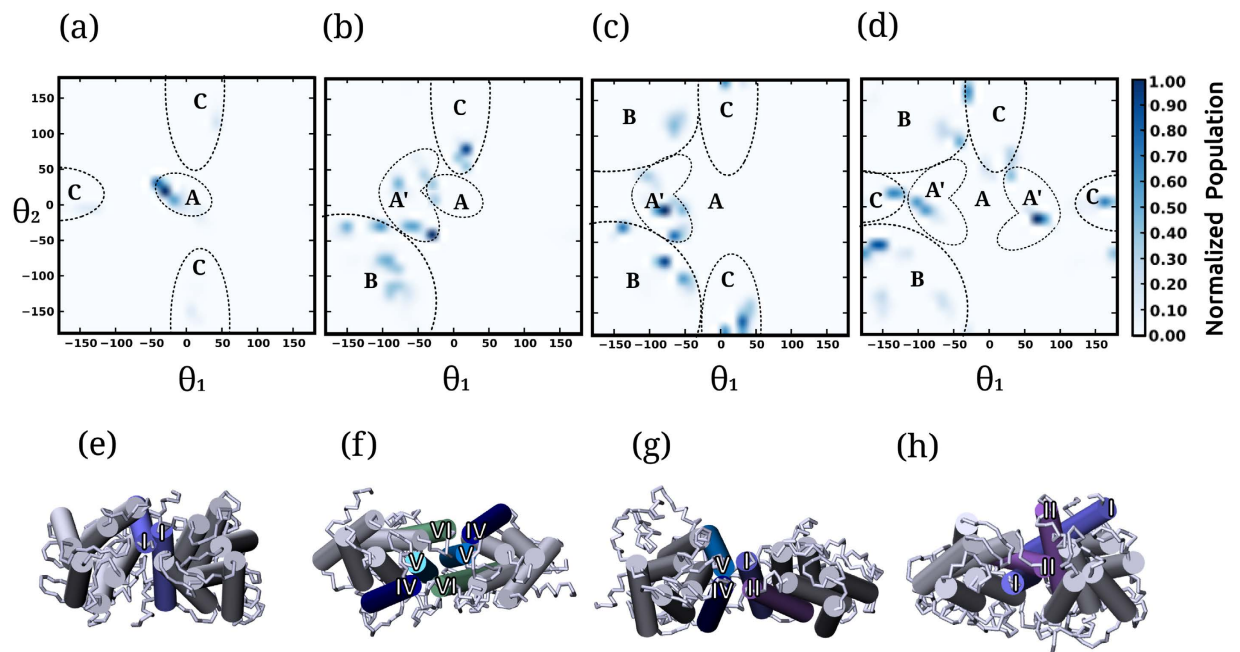 (a) (b) (c) (d)
C C C C
B B
A A' A A' A A' A A'
C C C
C B B C B
150
100
50
0
−50
−100
−150
θ₂
−150 −100 −50 0 50 100 150
−150 −100 −50 0 50 100 150
−150 −100 −50 0 50 100 150
−150 −100 −50 0 50 100 150
θ₁ θ₁ θ₁ θ₁
1.00
0.90
0.80
0.70
0.60
0.50
0.40
0.30
0.20
0.10
0.00
Normalized Population
(e) (f) (g) (h)
I I
VI IV
V V
IV VI
V I
IV II
II I
II
I